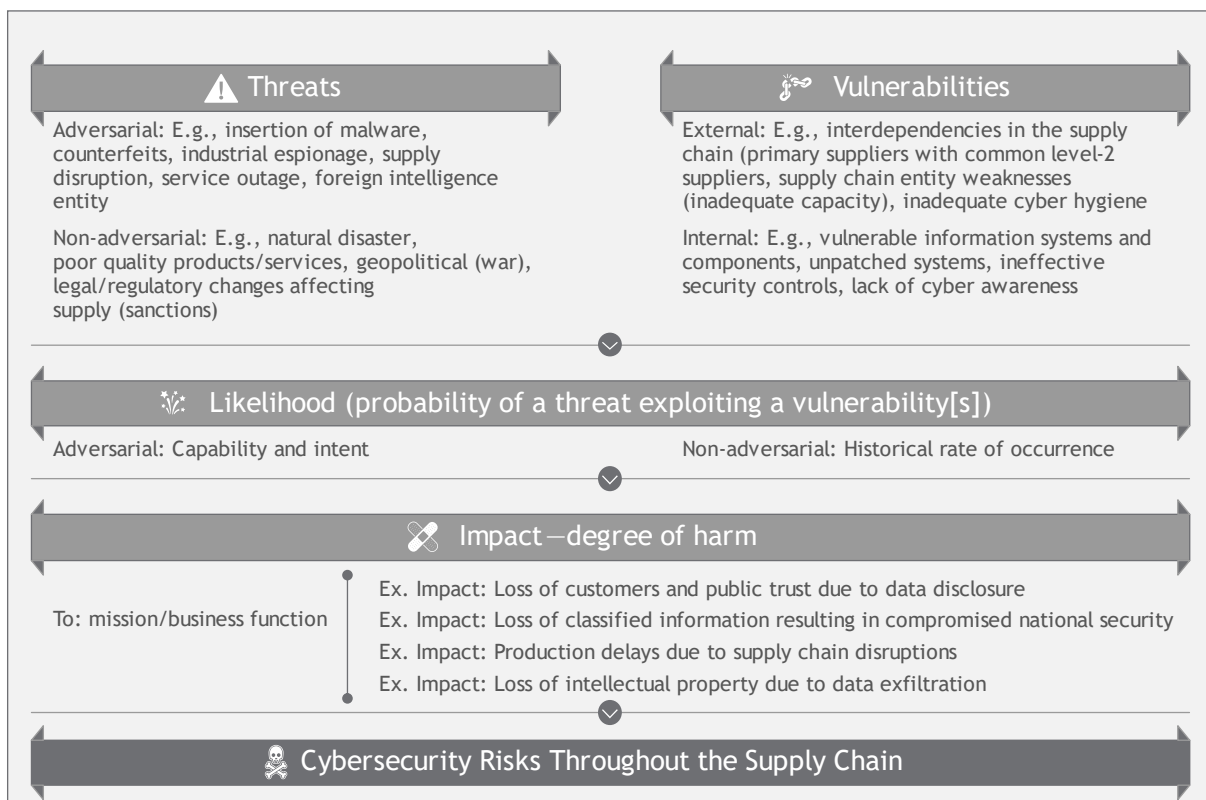 Threats
Adversarial: E.g., insertion of malware,
counterfeits, industrial espionage, supply
disruption, service outage, foreign intelligence
entity
Non-adversarial: E.g., natural disaster,
poor quality products/services, geopolitical (war),
legal/regulatory changes affecting
supply (sanctions)
Vulnerabilities
External: E.g., interdependencies in the supply
chain (primary suppliers with common level-2
suppliers, supply chain entity weaknesses
(inadequate capacity), inadequate cyber hygiene
Internal: E.g., vulnerable information systems and
components, unpatched systems, ineffective
security controls, lack of cyber awareness
Likelihood (probability of a threat exploiting a vulnerability[s])
Adversarial: Capability and intent
Non-adversarial: Historical rate of occurrence
Impact—degree of harm
To: mission/business function
Ex. Impact: Loss of customers and public trust due to data disclosure
Ex. Impact: Loss of classified information resulting in compromised national security
Ex. Impact: Production delays due to supply chain disruptions
Ex. Impact: Loss of intellectual property due to data exfiltration
Cybersecurity Risks Throughout the Supply Chain